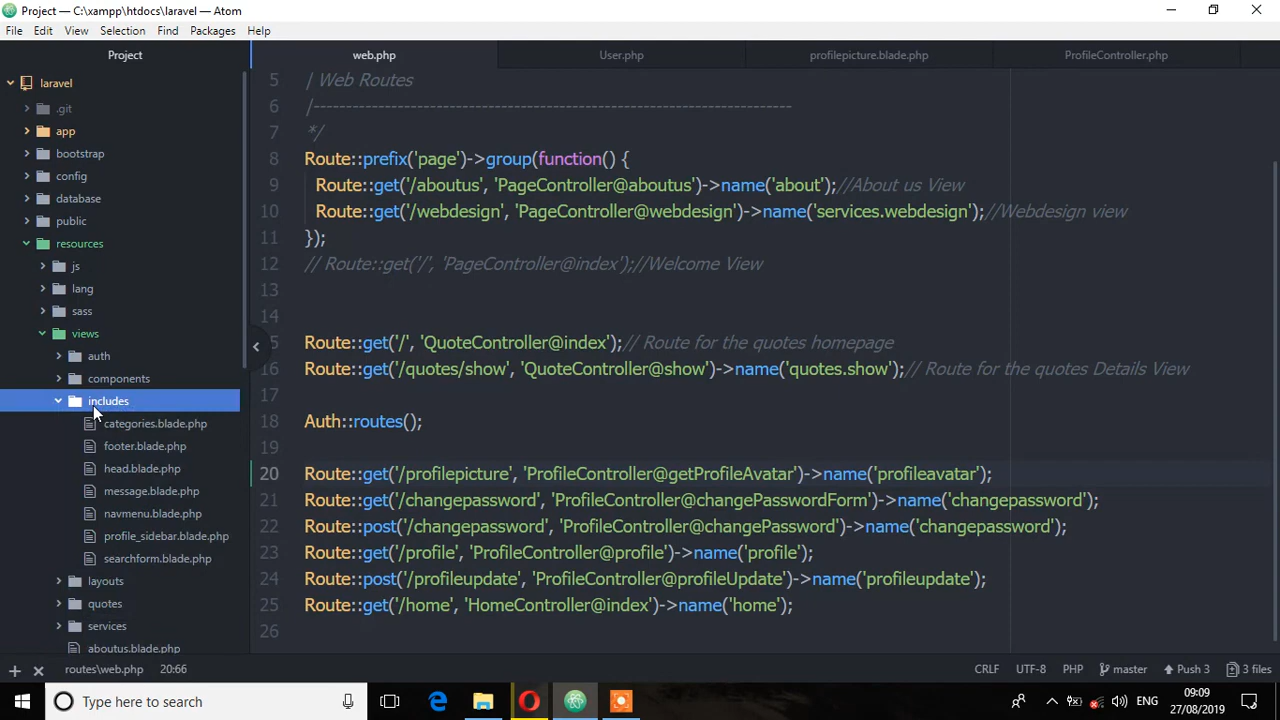 Project — C:\xampp\htdocs\laravel — Atom
File Edit View Selection Find Packages Help
Project
laravel
.git
app
bootstrap
config
database
public
resources
js
lang
sass
views
auth
components
includes
categories.blade.php
footer.blade.php
head.blade.php
message.blade.php
navmenu.blade.php
profile_sidebar.blade.php
searchform.blade.php
layouts
quotes
services
aboutus.blade.php
web.php User.php profilepicture.blade.php ProfileController.php
5 | Web Routes
6 |--------------------------------------------------------------------------
7 */
8 Route::prefix('page')->group(function() {
9 Route::get('/aboutus', 'PageController@aboutus')->name('about');//About us View
10 Route::get('/webdesign', 'PageController@webdesign')->name('services.webdesign');//Webdesign view
11 });
12 // Route::get('/', 'PageController@index');//Welcome View
13
14
15 Route::get('/', 'QuoteController@index');// Route for the quotes homepage
16 Route::get('/quotes/show', 'QuoteController@show')->name('quotes.show');// Route for the quotes Details View
17
18 Auth::routes();
19
20 Route::get('/profilepicture', 'ProfileController@getProfileAvatar')->name('profileavatar');
21 Route::get('/changepassword', 'ProfileController@changePasswordForm')->name('changepassword');
22 Route::post('/changepassword', 'ProfileController@changePassword')->name('changepassword');
23 Route::get('/profile', 'ProfileController@profile')->name('profile');
24 Route::post('/profileupdate', 'ProfileController@profileUpdate')->name('profileupdate');
25 Route::get('/home', 'HomeController@index')->name('home');
26
routes\web.php 20:66 CRLF UTF-8 PHP master Push 3 3 files
Type here to search
ENG 09:09
27/08/2019